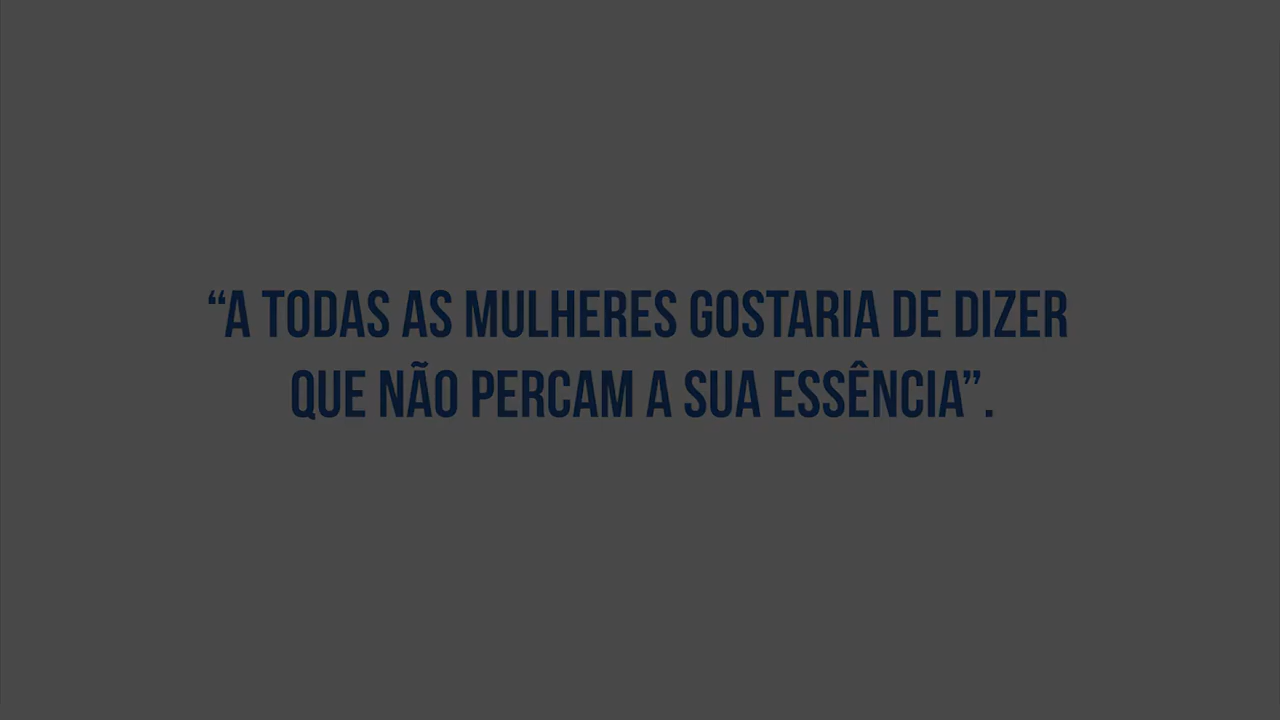 “A TODAS AS MULHERES GOSTARIA DE DIZER
QUE NÃO PERCAM A SUA ESSÊNCIA”.